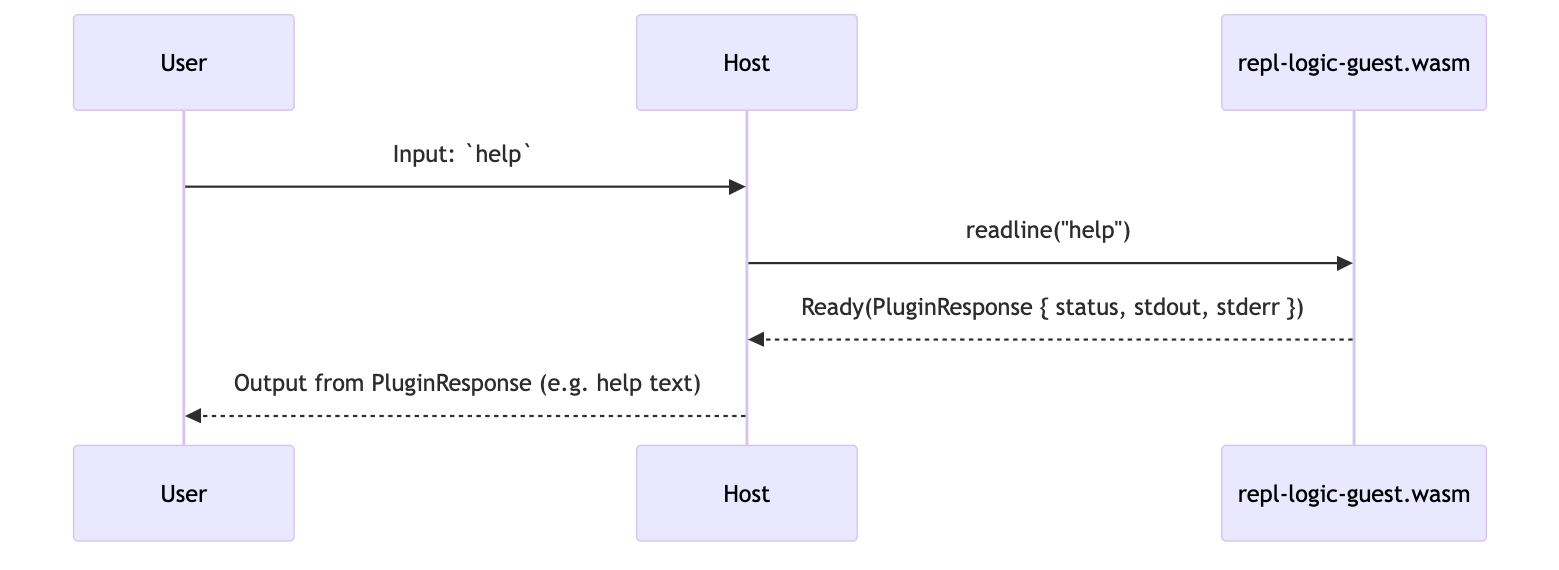 User
Host
repl-logic-guest.wasm
Input: `help`
readline("help")
Ready(PluginResponse { status, stdout, stderr })
Output from PluginResponse (e.g. help text)
User
Host
repl-logic-guest.wasm